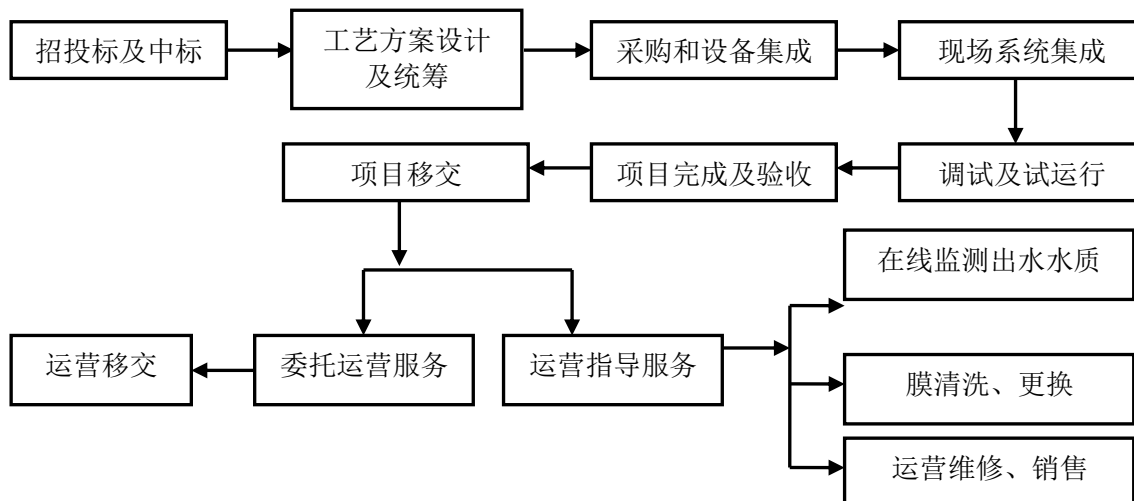 招投标及中标
工艺方案设计
及统筹
采购和设备集成
现场系统集成
项目移交
项目完成及验收
调试及试运行
在线监测出水水质
运营移交
委托运营服务
运营指导服务
膜清洗、更换
运营维修、销售